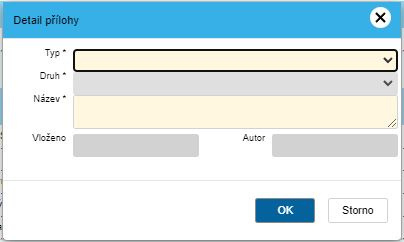 Detail přílohy
Typ *
Druh *
Název *
Vloženo
Autor
OK
Storno